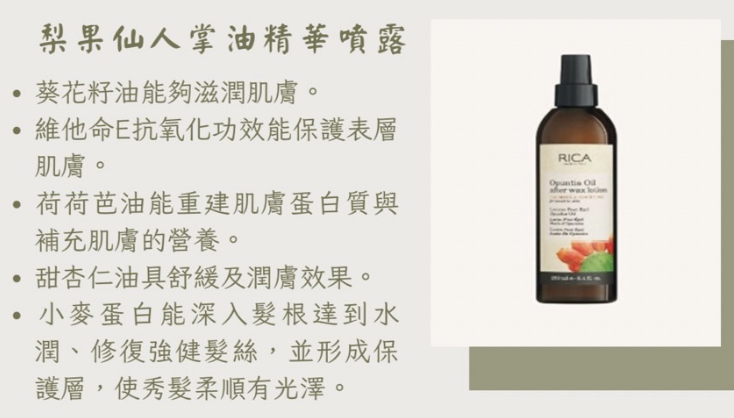 梨果仙人掌油精華噴露
• 葵花籽油能夠滋潤肌膚。
• 維他命E抗氧化功效能保護表層
肌膚。
• 荷荷芭油能重建肌膚蛋白質與
補充肌膚的營養。
• 甜杏仁油具舒緩及潤膚效果。
• 小麥蛋白能深入髮根達到水
潤、修復強健髮絲，並形成保
護層，使秀髮柔順有光澤。
RICA
Opuntia Oil
after wax lotion